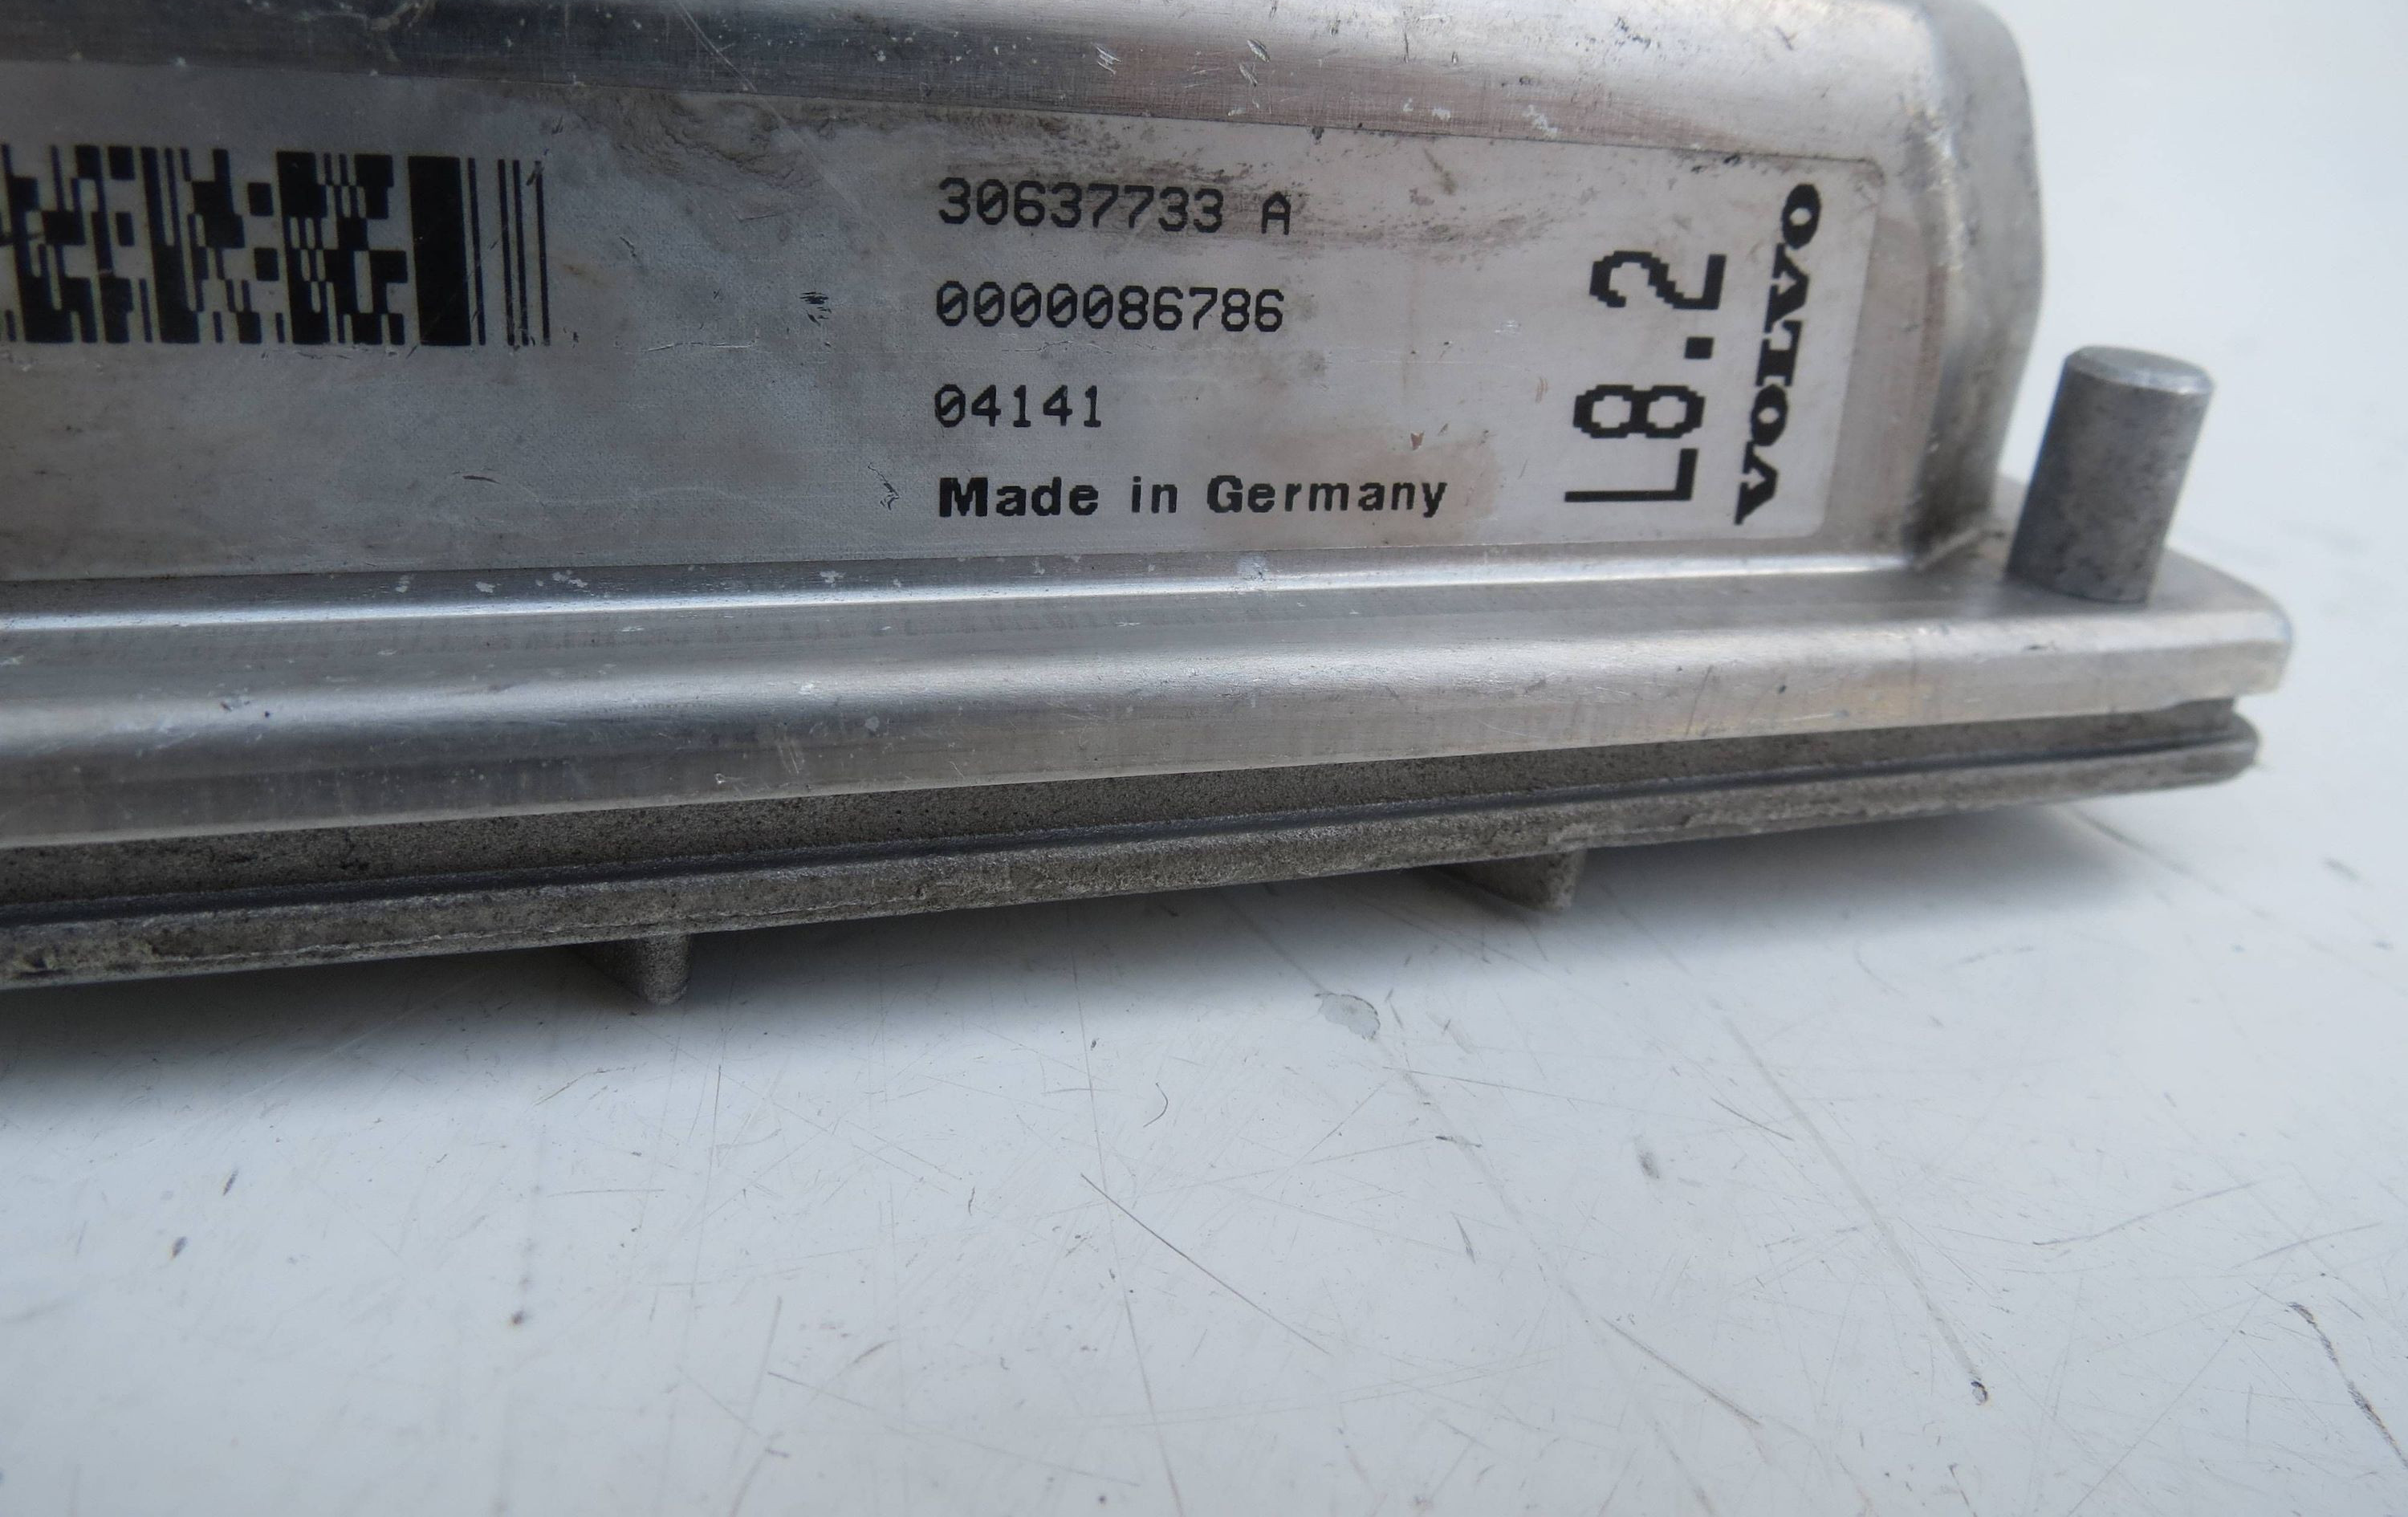 30637733 A
0000086786
04141
Made in Germany
L8.2
VOLVO